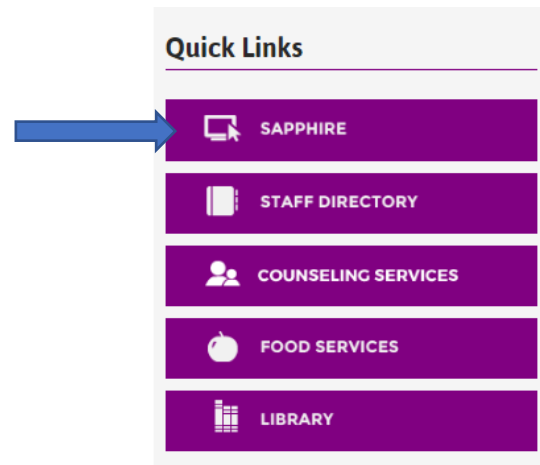 Quick Links
SAPPHIRE
STAFF DIRECTORY
COUNSELING SERVICES
FOOD SERVICES
LIBRARY